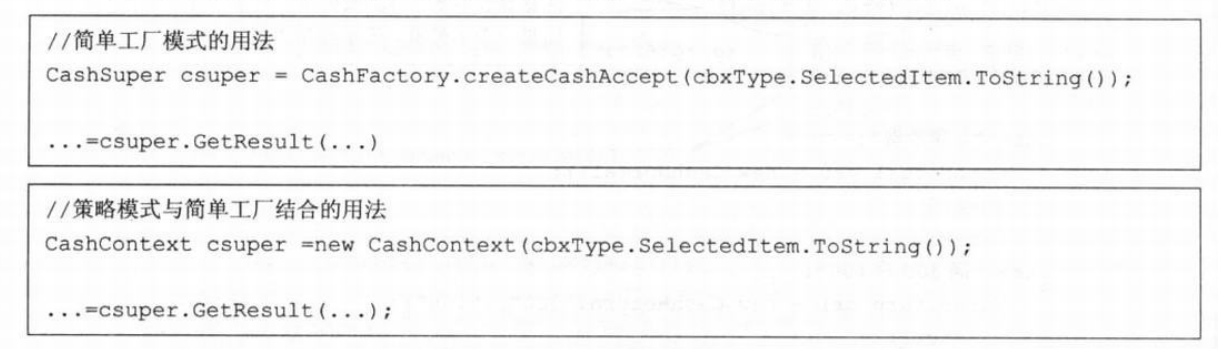 //简单工厂模式的用法
CashSuper csuper = CashFactory.createCashAccept(cbxType.SelectedItem.ToString());
...=csuper.GetResult(...)
//策略模式与简单工厂结合的用法
CashContext csuper =new CashContext(cbxType.SelectedItem.ToString());
...=csuper.GetResult(...);